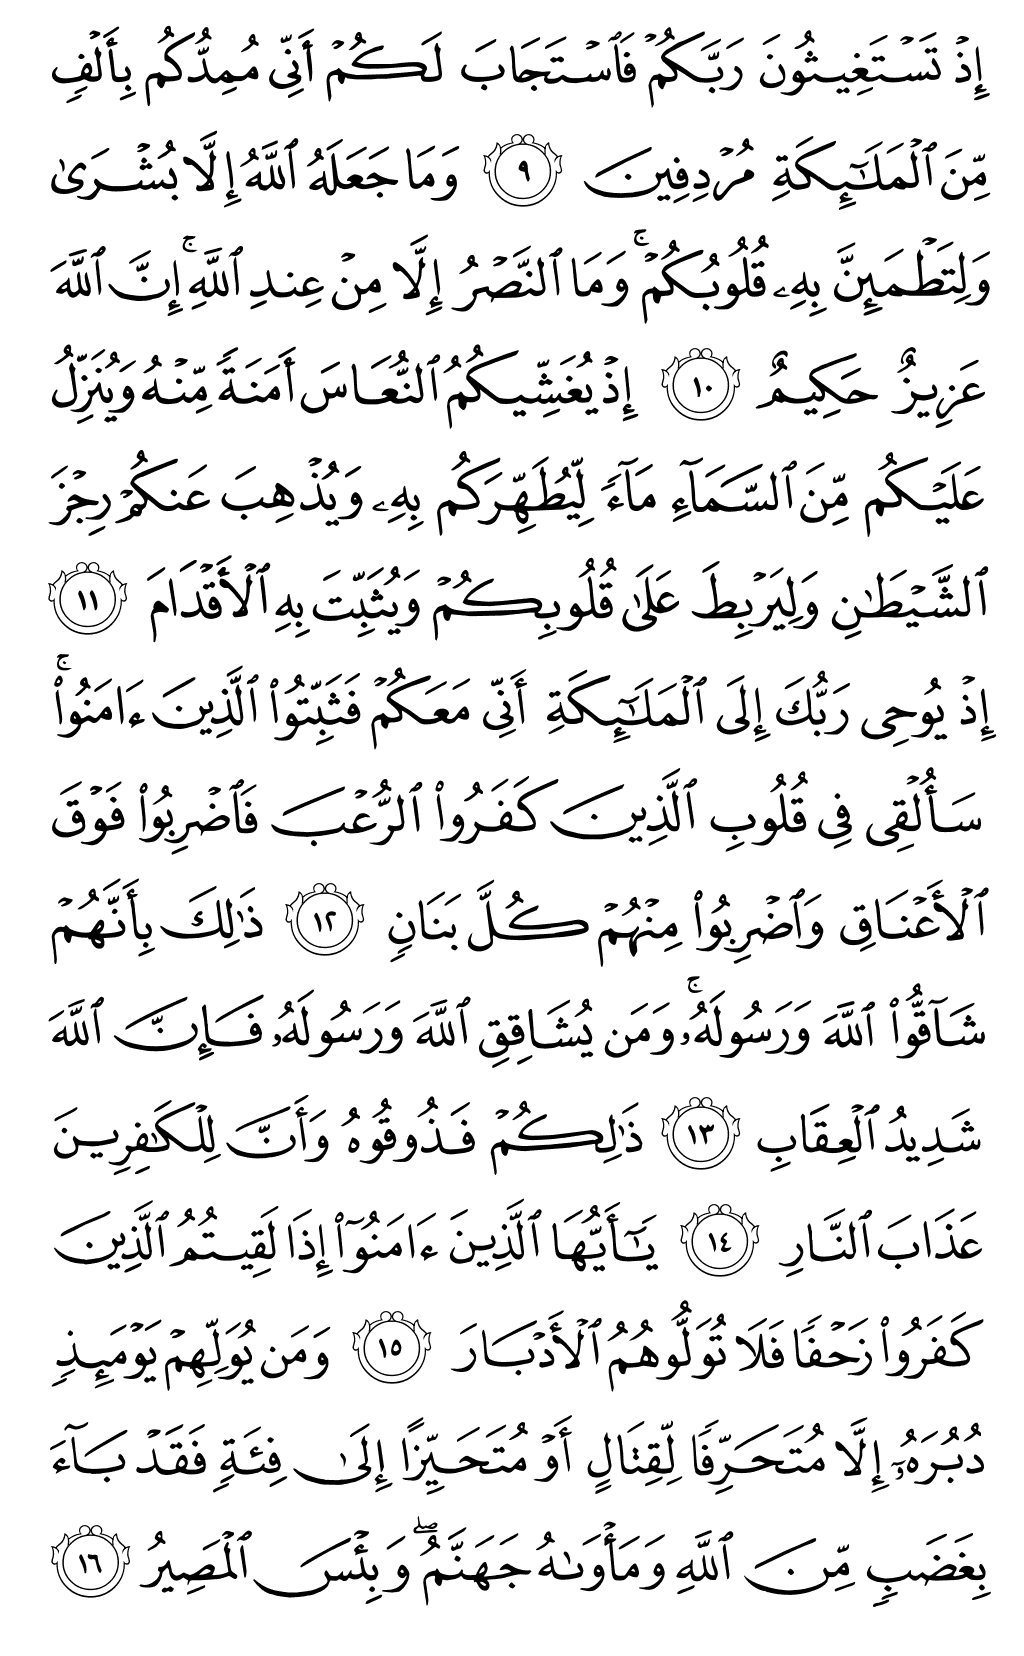 إِذۡ تَسۡتَغِيثُونَ رَبَّكُمۡ فَٱسۡتَجَابَ لَكُمۡ أَنِّي مُمِدُّكُم بِأَلۡفٖ
مِّنَ ٱلۡمَلَٰٓئِكَةِ مُرۡدِفِينَ ٩ وَمَا جَعَلَهُ ٱللَّهُ إِلَّا بُشۡرَىٰ
وَلِتَطۡمَئِنَّ بِهِۦ قُلُوبُكُمۡۚ وَمَا ٱلنَّصۡرُ إِلَّا مِنۡ عِندِ ٱللَّهِۚ إِنَّ ٱللَّهَ
عَزِيزٌ حَكِيمٌ ١٠ إِذۡ يُغَشِّيكُمُ ٱلنُّعَاسَ أَمَنَةٗ مِّنۡهُ وَيُنَزِّلُ
عَلَيۡكُم مِّنَ ٱلسَّمَآءِ مَآءٗ لِّيُطَهِّرَكُم بِهِۦ وَيُذۡهِبَ عَنكُمۡ رِجۡزَ
ٱلشَّيۡطَٰنِ وَلِيَرۡبِطَ عَلَىٰ قُلُوبِكُمۡ وَيُثَبِّتَ بِهِ ٱلۡأَقۡدَامَ ١١
إِذۡ يُوحِي رَبُّكَ إِلَى ٱلۡمَلَٰٓئِكَةِ أَنِّي مَعَكُمۡ فَثَبِّتُواْ ٱلَّذِينَ ءَامَنُواْۚ
سَأُلۡقِي فِي قُلُوبِ ٱلَّذِينَ كَفَرُواْ ٱلرُّعۡبَ فَٱضۡرِبُواْ فَوۡقَ
ٱلۡأَعۡنَاقِ وَٱضۡرِبُواْ مِنۡهُمۡ كُلَّ بَنَانٖ ١٢ ذَٰلِكَ بِأَنَّهُمۡ
شَآقُّواْ ٱللَّهَ وَرَسُولَهُۥۚ وَمَن يُشَاقِقِ ٱللَّهَ وَرَسُولَهُۥ فَإِنَّ ٱللَّهَ
شَدِيدُ ٱلۡعِقَابِ ١٣ ذَٰلِكُمۡ فَذُوقُوهُ وَأَنَّ لِلۡكَٰفِرِينَ
عَذَابَ ٱلنَّارِ ١٤ يَٰٓأَيُّهَا ٱلَّذِينَ ءَامَنُوٓاْ إِذَا لَقِيتُمُ ٱلَّذِينَ
كَفَرُواْ زَحۡفٗا فَلَا تُوَلُّوهُمُ ٱلۡأَدۡبَارَ ١٥ وَمَن يُوَلِّهِمۡ يَوۡمَئِذٖ
دُبُرَهُۥٓ إِلَّا مُتَحَرِّفٗا لِّقِتَالٍ أَوۡ مُتَحَيِّزًا إِلَىٰ فِئَةٖ فَقَدۡ بَآءَ
بِغَضَبٖ مِّنَ ٱللَّهِ وَمَأۡوَىٰهُ جَهَنَّمُۖ وَبِئۡسَ ٱلۡمَصِيرُ ١٦